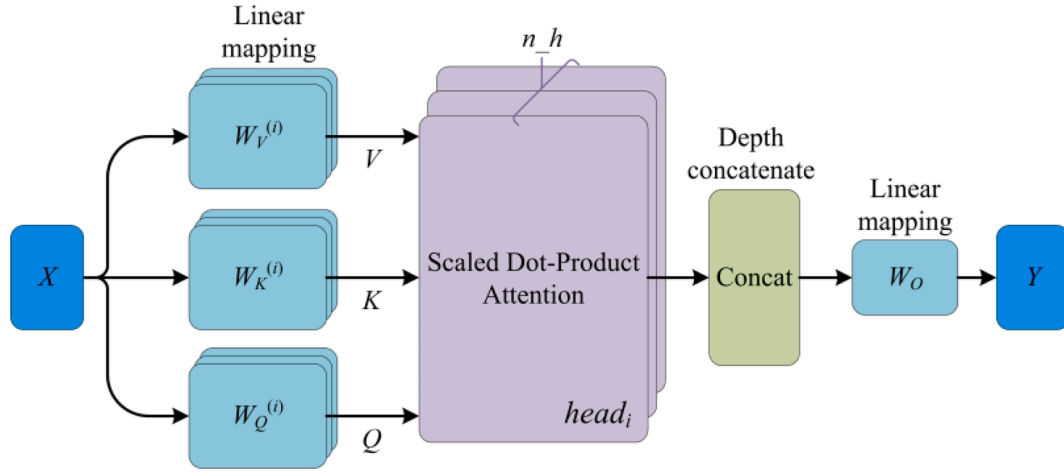 Linear
mapping
n_h
X
W_V^(i)
V
W_K^(i)
K
W_Q^(i)
Q
Scaled Dot-Product
Attention
head_i
Depth
concatenate
Concat
Linear
mapping
W_O
Y